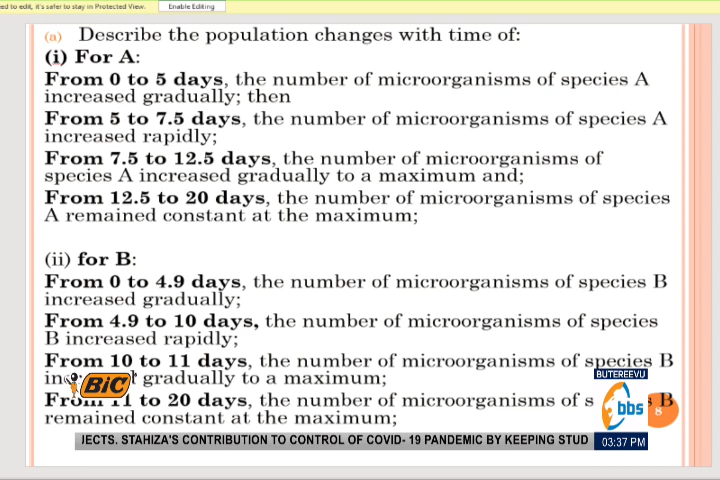 ed to edit, it's safer to stay in Protected View. Enable Editing
(a) Describe the population changes with time of:
(i) For A:
From 0 to 5 days, the number of microorganisms of species A
increased gradually; then
From 5 to 7.5 days, the number of microorganisms of species A
increased rapidly;
From 7.5 to 12.5 days, the number of microorganisms of
species A increased gradually to a maximum and;
From 12.5 to 20 days, the number of microorganisms of species
A remained constant at the maximum;
(ii) for B:
From 0 to 4.9 days, the number of microorganisms of species B
increased gradually;
From 4.9 to 10 days, the number of microorganisms of species
B increased rapidly;
From 10 to 11 days, the number of microorganisms of species B
gradually to a maximum;
BiC
BUTEREEVU
From 11 to 20 days, the number of microorganisms of s B
bbs
8
remained constant at the maximum;
JECTS. STAHIZA'S CONTRIBUTION TO CONTROL OF COVID- 19 PANDEMIC BY KEEPING STUD 03:37 PM